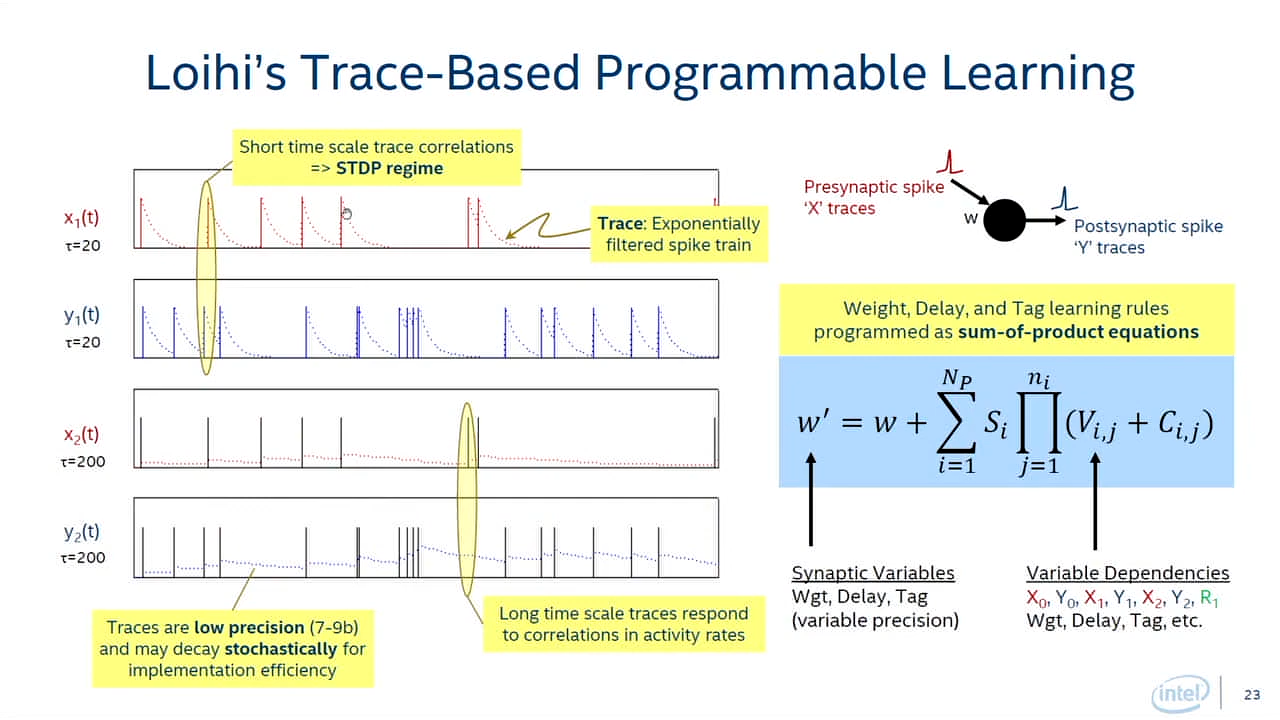 Loihi’s Trace-Based Programmable Learning
Short time scale trace correlations
=> STDP regime
x₁(t)
τ=20
Trace: Exponentially
filtered spike train
y₁(t)
τ=20
x₂(t)
τ=200
y₂(t)
τ=200
Traces are low precision (7-9b)
and may decay stochastically for
implementation efficiency
Long time scale traces respond
to correlations in activity rates
Presynaptic spike
‘X’ traces
w
Postsynaptic spike
‘Y’ traces
Weight, Delay, and Tag learning rules
programmed as sum-of-product equations
w′ = w + ∑_{i=1}^{N_P} S_i ∏_{j=1}^{n_i} (V_{i,j} + C_{i,j})
Synaptic Variables
Wgt, Delay, Tag
(variable precision)
Variable Dependencies
X₀, Y₀, X₁, Y₁, X₂, Y₂, R₁
Wgt, Delay, Tag, etc.
intel
23